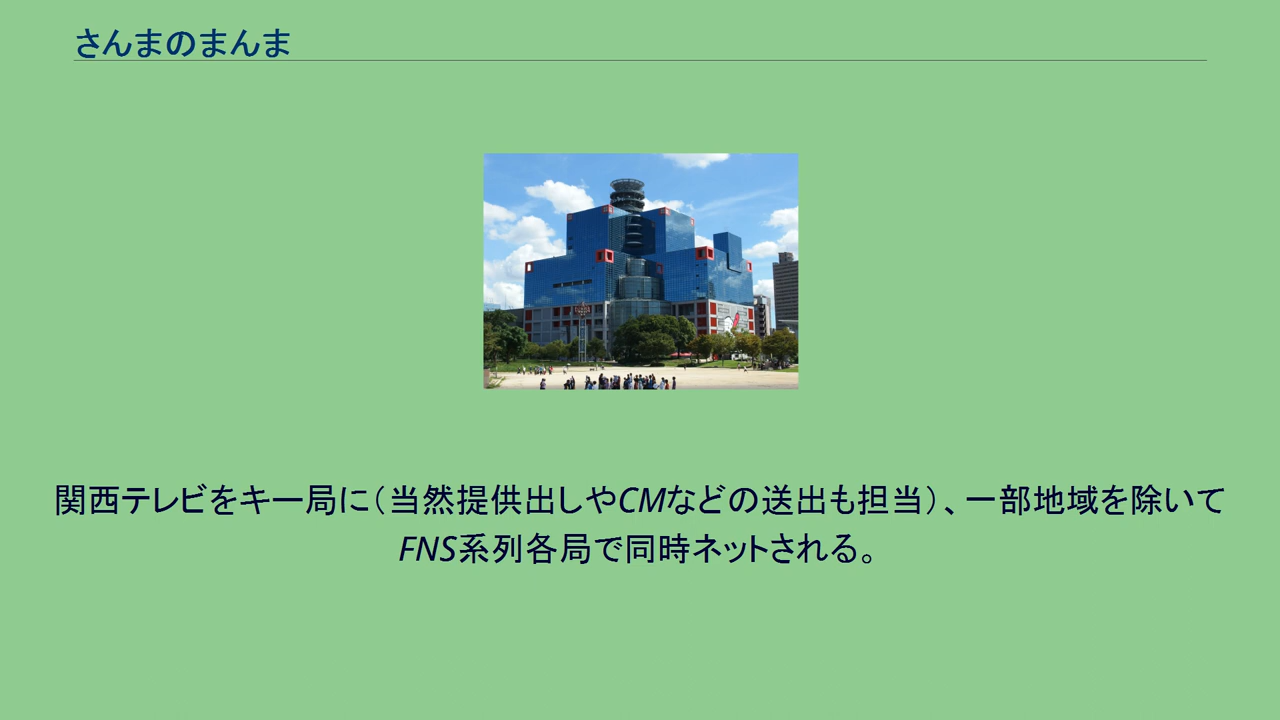 さんまのまんま
関西テレビをキー局に（当然提供出しやCMなどの送出も担当）、一部地域を除いて
FNS系列各局で同時ネットされる。